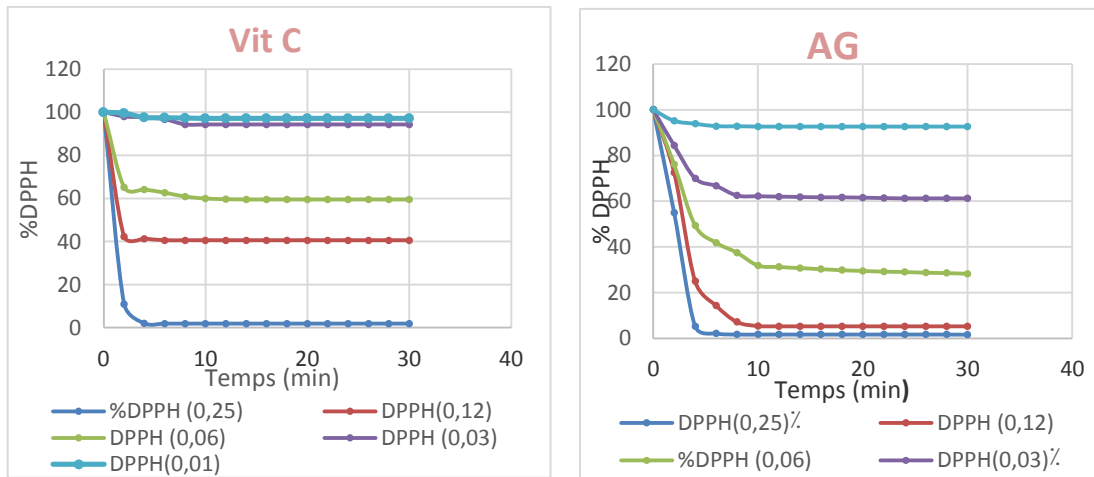 Vit C
120
100
80
60
40
20
0
%DPPH
0 10 20 30 40
Temps (min)
%DPPH (0,25) DPPH(0,12)
DPPH (0,06) DPPH (0,03)
DPPH(0,01)
AG
120
100
80
60
40
20
0
% DPPH
0 10 20 30 40
Temps (min)
DPPH(0,25)٪ DPPH (0,12)
%DPPH (0,06) DPPH(0,03)٪